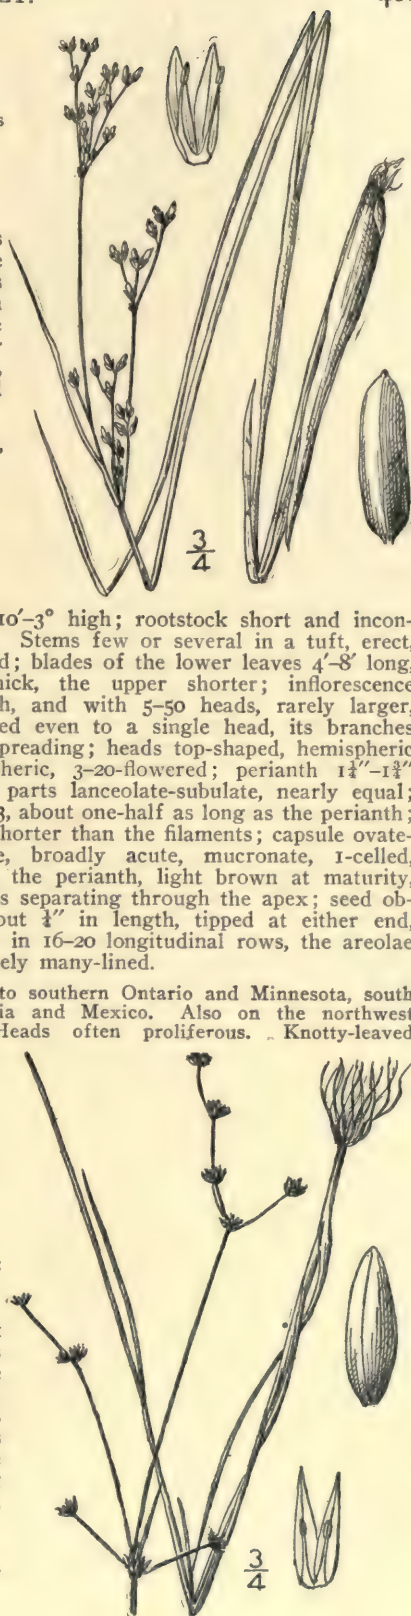 3
4
10′–3° high; rootstock short and incon-
Stems few or several in a tuft, erect,
d; blades of the lower leaves 4′–8′ long,
ick, the upper shorter; inflorescence
h, and with 5–50 heads, rarely larger,
ed even to a single head, its branches
preading; heads top-shaped, hemispheric
heric, 3–20-flowered; perianth
parts lanceolate-subulate, nearly equal;
3, about one-half as long as the perianth;
horter than the filaments; capsule ovate-
e, broadly acute, mucronate, 1-celled,
the perianth, light brown at maturity,
s separating through the apex; seed ob-
out in length, tipped at either end,
in 16–20 longitudinal rows, the areolae
ely many-lined.
to southern Ontario and Minnesota, south
ia and Mexico. Also on the northwest
Heads often proliferous. Knotty-leaved
3
4